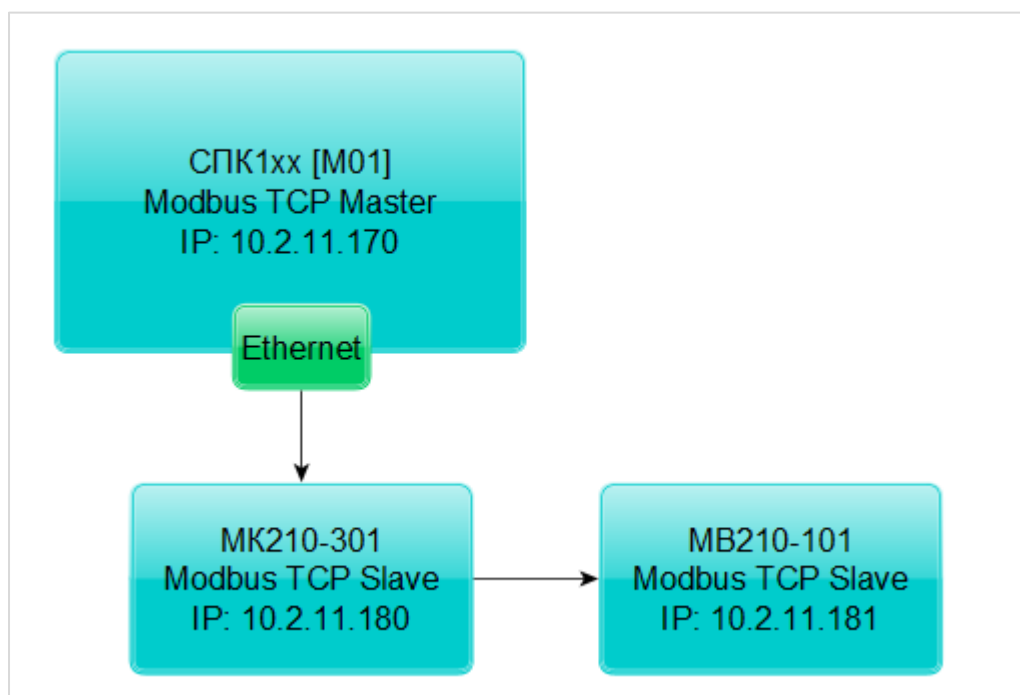 СПК1xx [M01]
Modbus TCP Master
IP: 10.2.11.170
Ethernet
МК210-301
Modbus TCP Slave
IP: 10.2.11.180
МВ210-101
Modbus TCP Slave
IP: 10.2.11.181